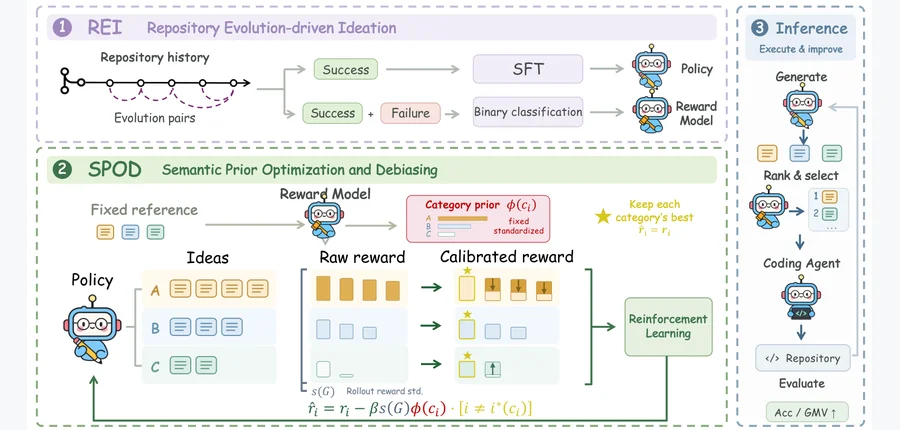 1 REI Repository Evolution-driven Ideation
Repository history
Evolution pairs
Success
SFT
Policy
Success + Failure
Binary classification
Reward
Model
2 SPOD Semantic Prior Optimization and Debiasing
Fixed reference
Reward Model
Category prior ϕ(cᵢ)
A
B
C
fixed
standardized
Keep each
category's best
r̂ᵢ = rᵢ
Policy
Ideas
Raw reward
Calibrated reward
A
B
C
Reinforcement
Learning
s(G) Rollout reward std.
r̂ᵢ = rᵢ − βs(G)ϕ(cᵢ) · [i ≠ i*(cᵢ)]
3 Inference
Execute & improve
Generate
Rank & select
1
2
...
Coding Agent
</> Repository
Evaluate
Acc / GMV ↑